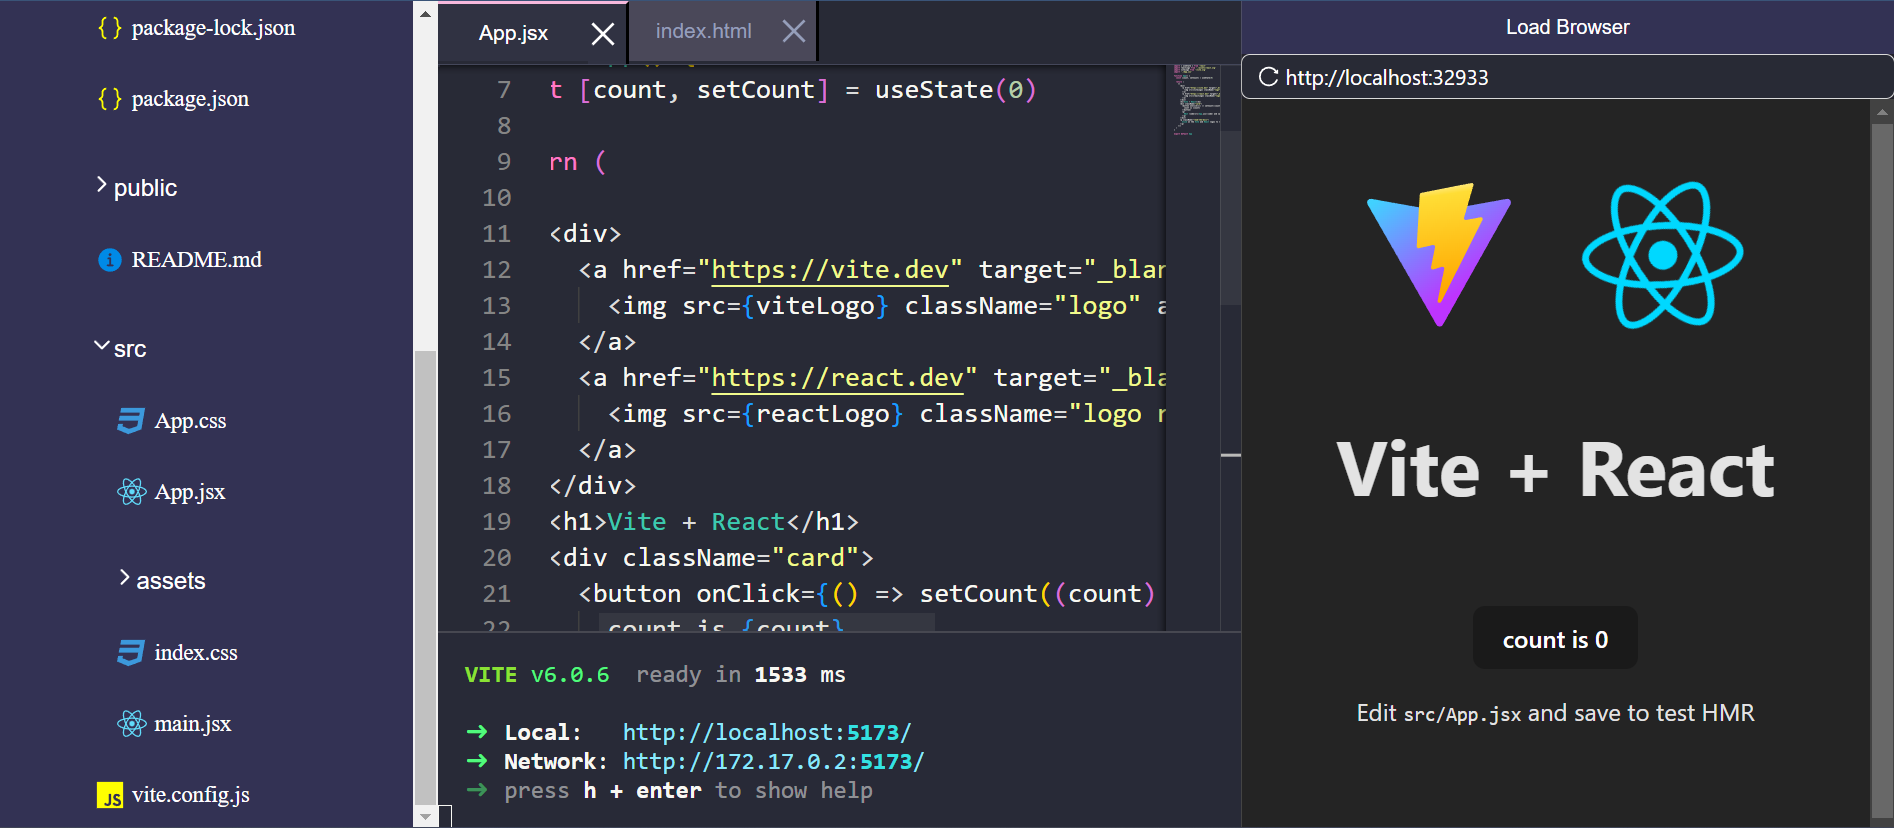 package-lock.json
package.json
public
README.md
src
App.css
App.jsx
assets
index.css
main.jsx
JS vite.config.js
App.jsx
index.html
7 t [count, setCount] = useState(0)
8
9 rn (
10
11 <div>
12 <a href="https://vite.dev" target="_blan
13 <img src={viteLogo} className="logo" a
14 </a>
15 <a href="https://react.dev" target="_bla
16 <img src={reactLogo} className="logo r
17 </a>
18 </div>
19 <h1>Vite + React</h1>
20 <div className="card">
21 <button onClick={() => setCount((count)
22 count is {count}
VITE v6.0.6 ready in 1533 ms
➜ Local: http://localhost:5173/
➜ Network: http://172.17.0.2:5173/
➜ press h + enter to show help
Load Browser
http://localhost:32933
Vite + React
count is 0
Edit src/App.jsx and save to test HMR